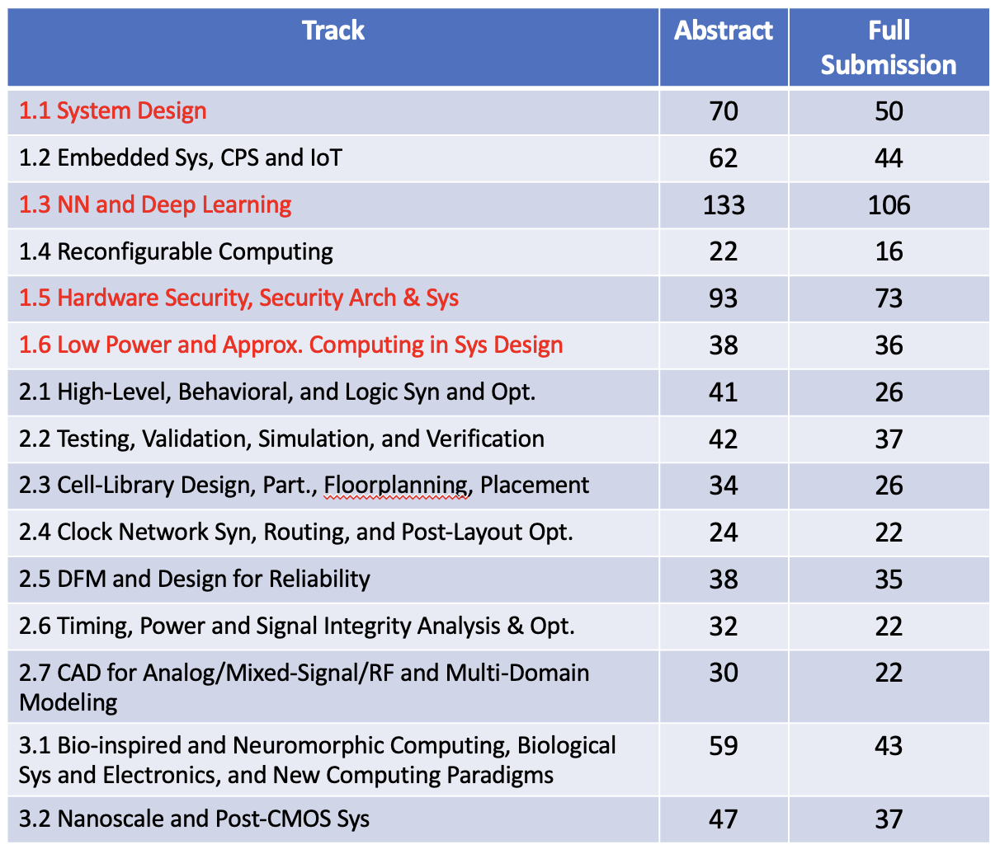 Track Abstract Full
Submission
1.1 System Design 70 50
1.2 Embedded Sys, CPS and IoT 62 44
1.3 NN and Deep Learning 133 106
1.4 Reconfigurable Computing 22 16
1.5 Hardware Security, Security Arch & Sys 93 73
1.6 Low Power and Approx. Computing in Sys Design 38 36
2.1 High-Level, Behavioral, and Logic Syn and Opt. 41 26
2.2 Testing, Validation, Simulation, and Verification 42 37
2.3 Cell-Library Design, Part., Floorplanning, Placement 34 26
2.4 Clock Network Syn, Routing, and Post-Layout Opt. 24 22
2.5 DFM and Design for Reliability 38 35
2.6 Timing, Power and Signal Integrity Analysis & Opt. 32 22
2.7 CAD for Analog/Mixed-Signal/RF and Multi-Domain 30 22
Modeling
3.1 Bio-inspired and Neuromorphic Computing, Biological 59 43
Sys and Electronics, and New Computing Paradigms
3.2 Nanoscale and Post-CMOS Sys 47 37